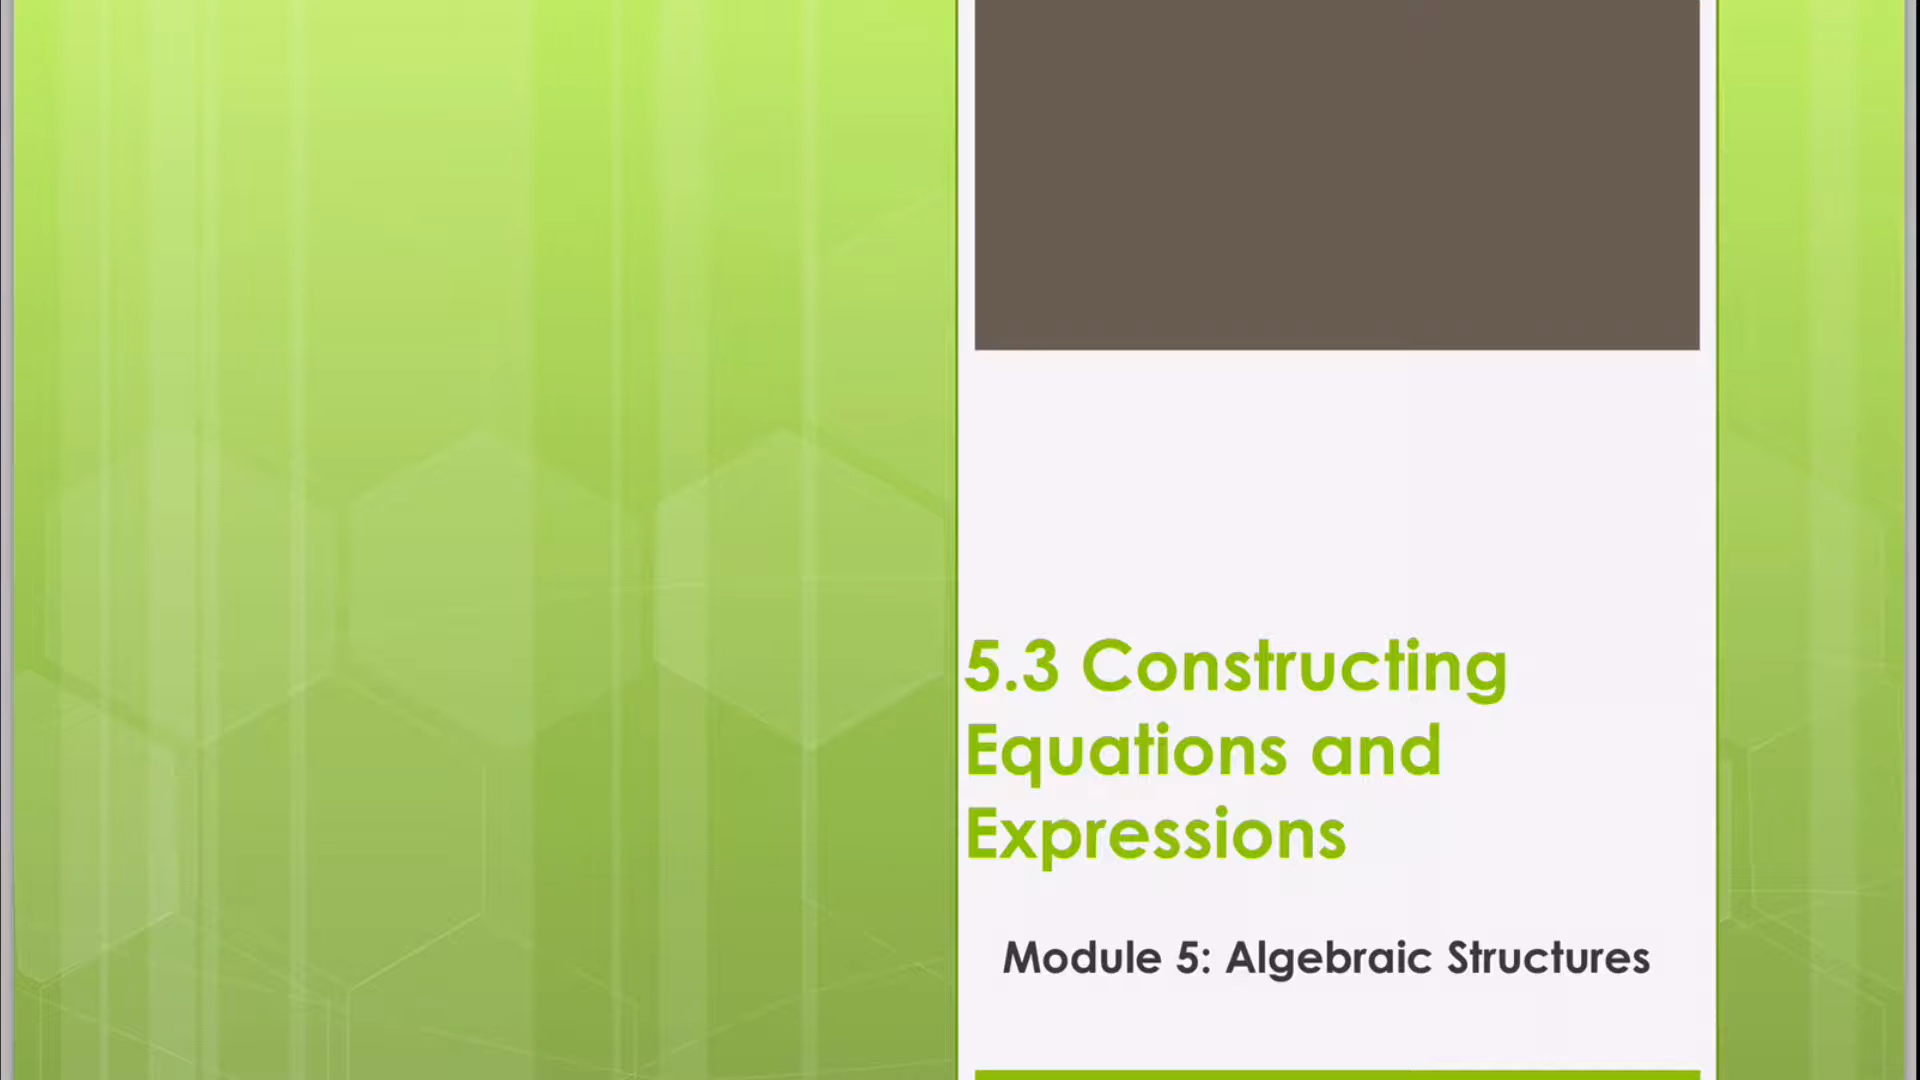 5.3 Constructing
Equations and
Expressions
Module 5: Algebraic Structures